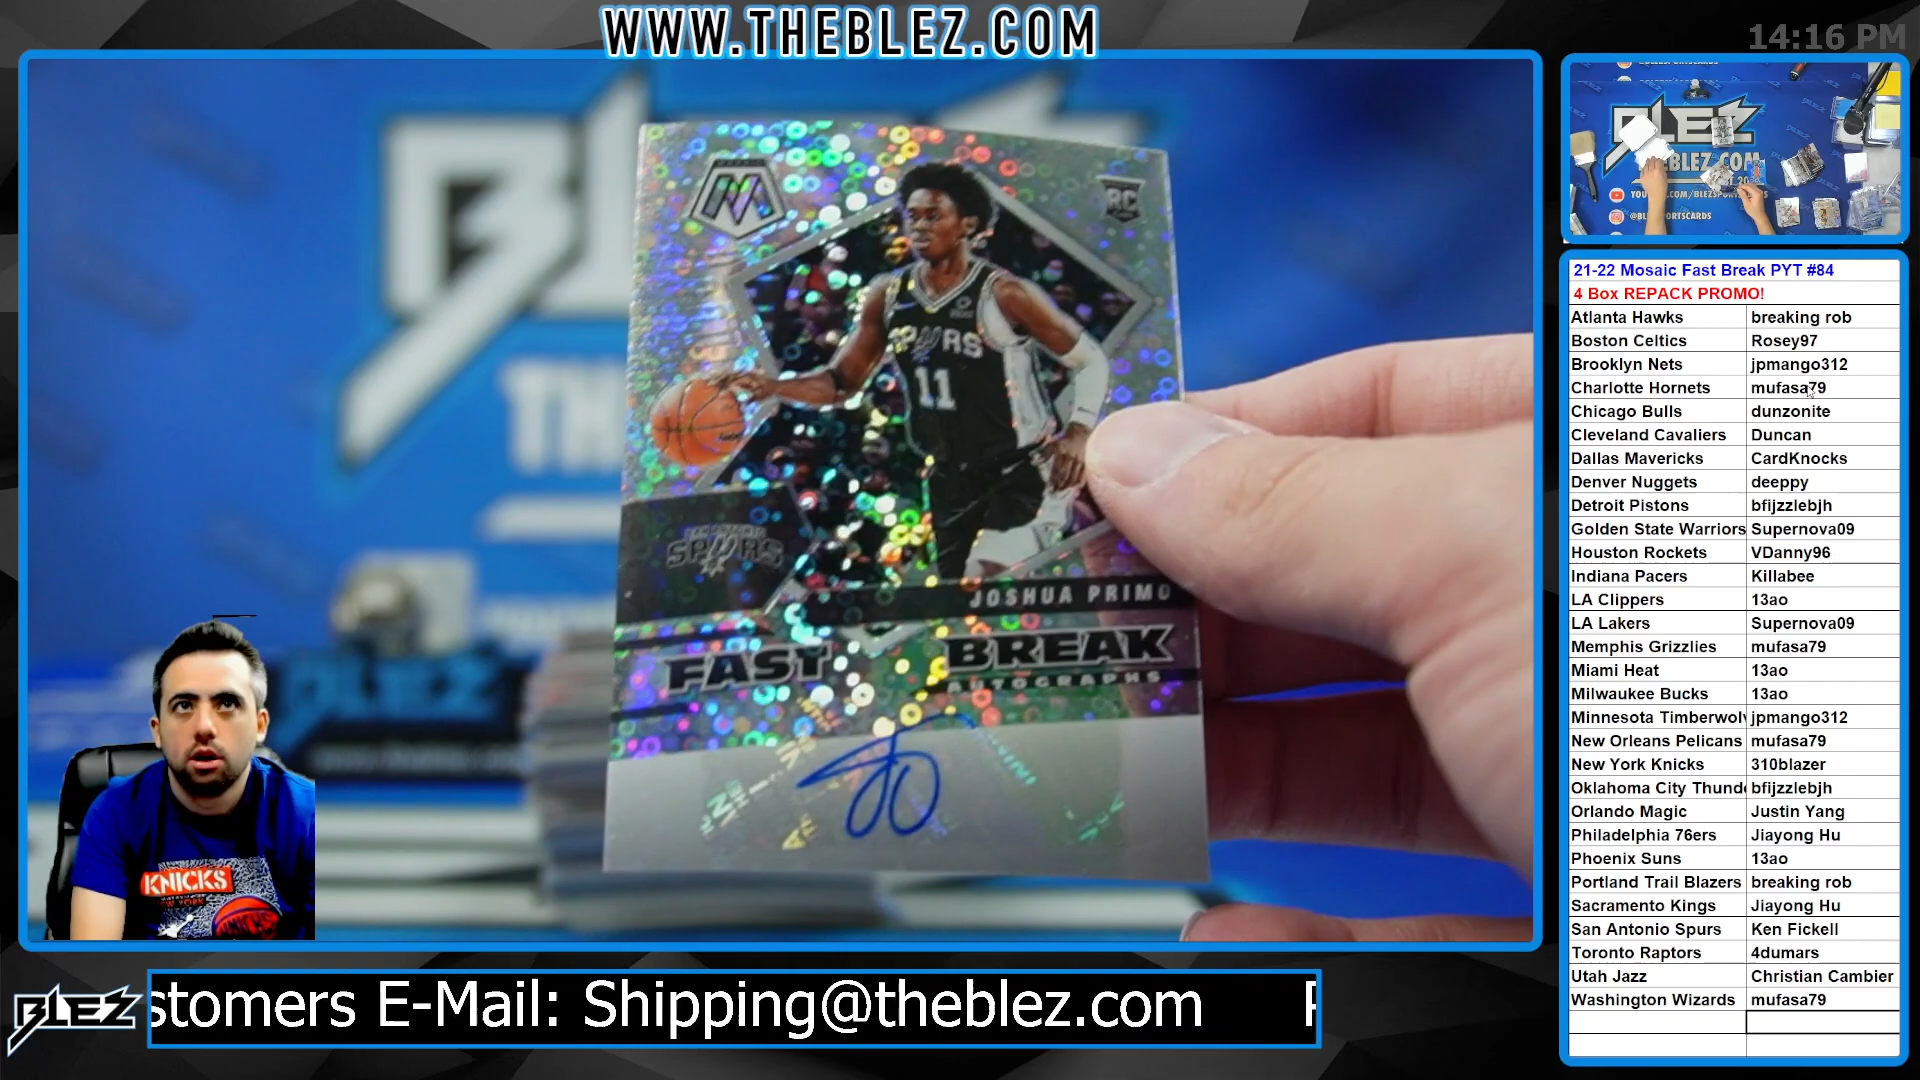 WWW.THEBLEZ.COM
14:16 PM
BLEZ
M
RC
SPURS
11
SPURS
JOSHUA PRIMO
FAST BREAK
AUTOGRAPHS
KNICKS
NEW YORK
BLEZ
stomers E-Mail: Shipping@theblez.com
BLEZ
21-22 Mosaic Fast Break PYT #84
4 Box REPACK PROMO!
Atlanta Hawks breaking rob
Boston Celtics Rosey97
Brooklyn Nets jpmango312
Charlotte Hornets mufasa79
Chicago Bulls dunzonite
Cleveland Cavaliers Duncan
Dallas Mavericks CardKnocks
Denver Nuggets deeppy
Detroit Pistons bfijzzlebjh
Golden State Warriors Supernova09
Houston Rockets VDanny96
Indiana Pacers Killabee
LA Clippers 13ao
LA Lakers Supernova09
Memphis Grizzlies mufasa79
Miami Heat 13ao
Milwaukee Bucks 13ao
Minnesota Timberwolv jpmango312
New Orleans Pelicans mufasa79
New York Knicks 310blazer
Oklahoma City Thunde bfijzzlebjh
Orlando Magic Justin Yang
Philadelphia 76ers Jiayong Hu
Phoenix Suns 13ao
Portland Trail Blazers breaking rob
Sacramento Kings Jiayong Hu
San Antonio Spurs Ken Fickell
Toronto Raptors 4dumars
Utah Jazz Christian Cambier
Washington Wizards mufasa79